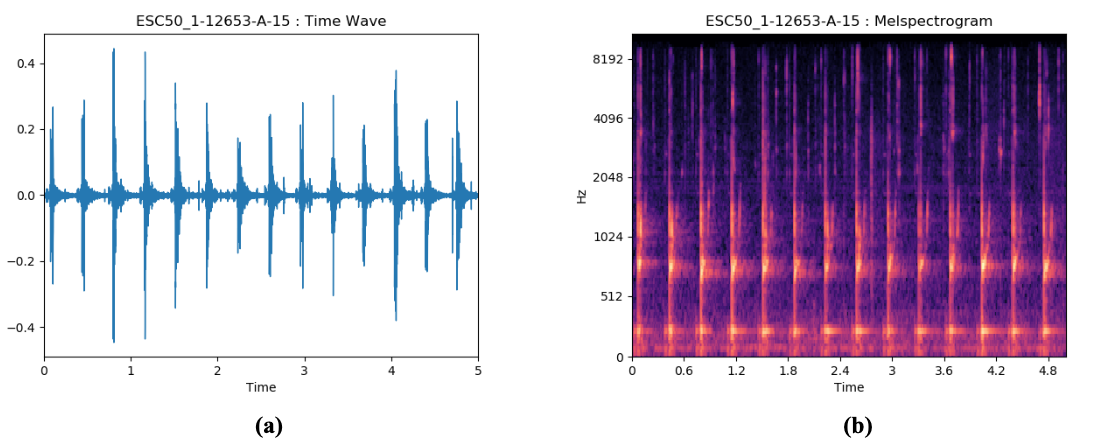 ESC50_1-12653-A-15 : Time Wave
0.4
0.2
0.0
−0.2
−0.4
0 1 2 3 4 5
Time
(a)
ESC50_1-12653-A-15 : Melspectrogram
8192
4096
2048
1024
512
0
Hz
0 0.6 1.2 1.8 2.4 3 3.6 4.2 4.8
Time
(b)